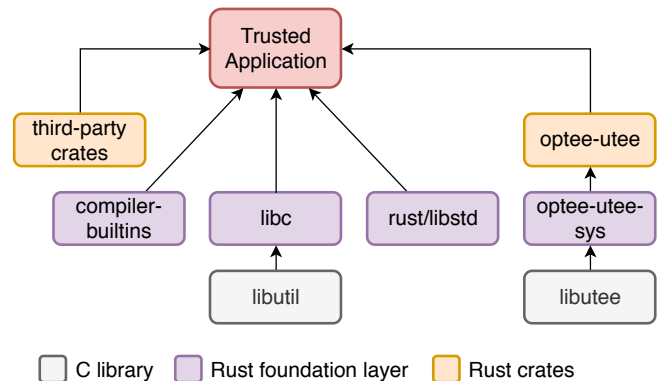 Trusted
Application
third-party
crates
optee-utee
compiler-
builtins
libc
rust/libstd
optee-utee-
sys
libutil
libutee
C library
Rust foundation layer
Rust crates